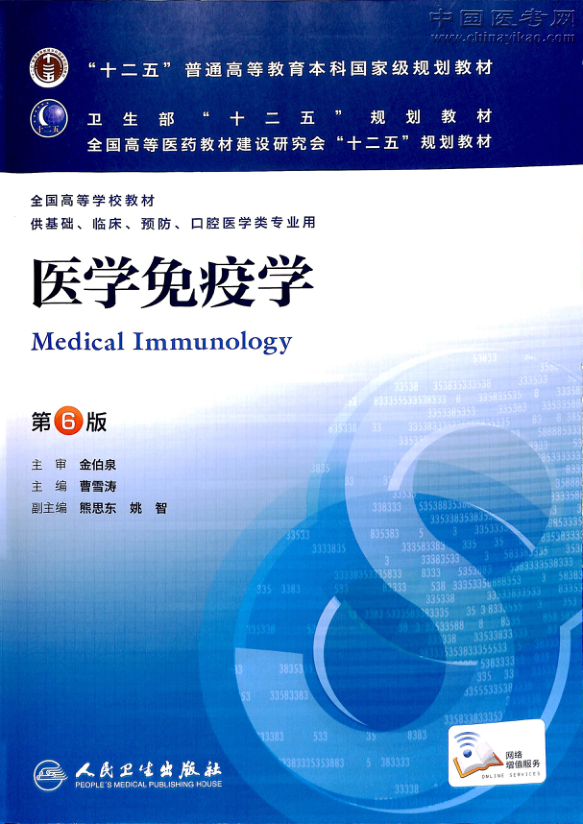 中国医考网
www.chinayikao.com
“十二五”普通高等教育本科国家级规划教材
卫生部“十二五”规划教材
全国高等医药教材建设研究会“十二五”规划教材
十二五
全国高等学校教材
供基础、临床、预防、口腔医学类专业用
医学免疫学
Medical Immunology
第6版
主 审 金伯泉
主 编 曹雪涛
副主编 熊思东 姚 智
人民卫生出版社
PEOPLE'S MEDICAL PUBLISHING HOUSE
网络
增值服务
ONLINE SERVICES